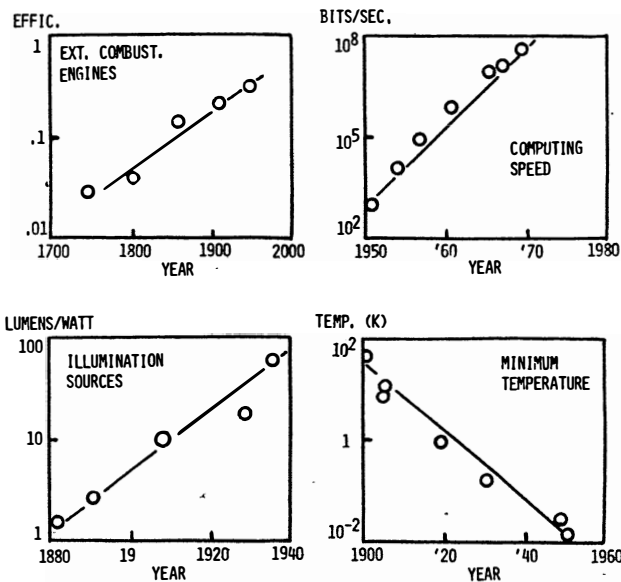 EFFIC.
1
EXT. COMBUST.
ENGINES
.1
.01
1700 1800 1900 2000
YEAR
BITS/SEC.
10^8
10^5
COMPUTING
SPEED
10^2
1950 '60 '70 1980
YEAR
LUMENS/WATT
100
ILLUMINATION
SOURCES
10
1
1880 19 1920 1940
YEAR
TEMP. (K)
10^2
MINIMUM
TEMPERATURE
1
10^-2
1900 '20 '40 1960
YEAR